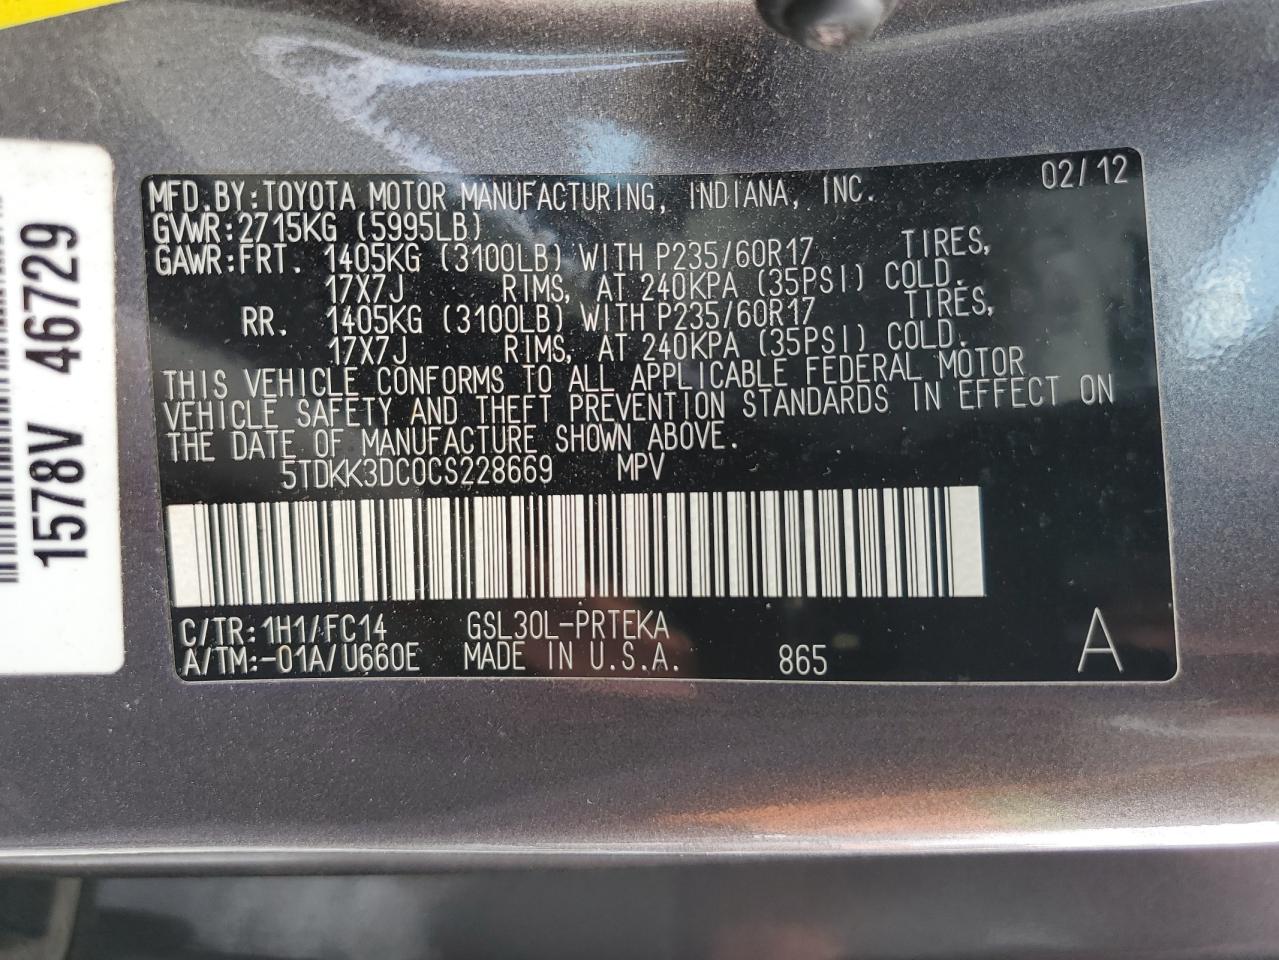 MFD.BY:TOYOTA MOTOR MANUFACTURING, INDIANA, INC. 02/12
GVWR:2715KG (5995LB)
GAWR:FRT. 1405KG (3100LB) WITH P235/60R17 TIRES,
17X7J RIMS, AT 240KPA (35PSI) COLD.
RR. 1405KG (3100LB) WITH P235/60R17 TIRES,
17X7J RIMS, AT 240KPA (35PSI) COLD.
THIS VEHICLE CONFORMS TO ALL APPLICABLE FEDERAL MOTOR
VEHICLE SAFETY AND THEFT PREVENTION STANDARDS IN EFFECT ON
THE DATE OF MANUFACTURE SHOWN ABOVE.
5TDKK3DC0CS228669 MPV
C/TR:1H1/FC14 GSL30L-PRTEKA
A/TM:-01A/U660E MADE IN U.S.A. 865 A
1578V 46729